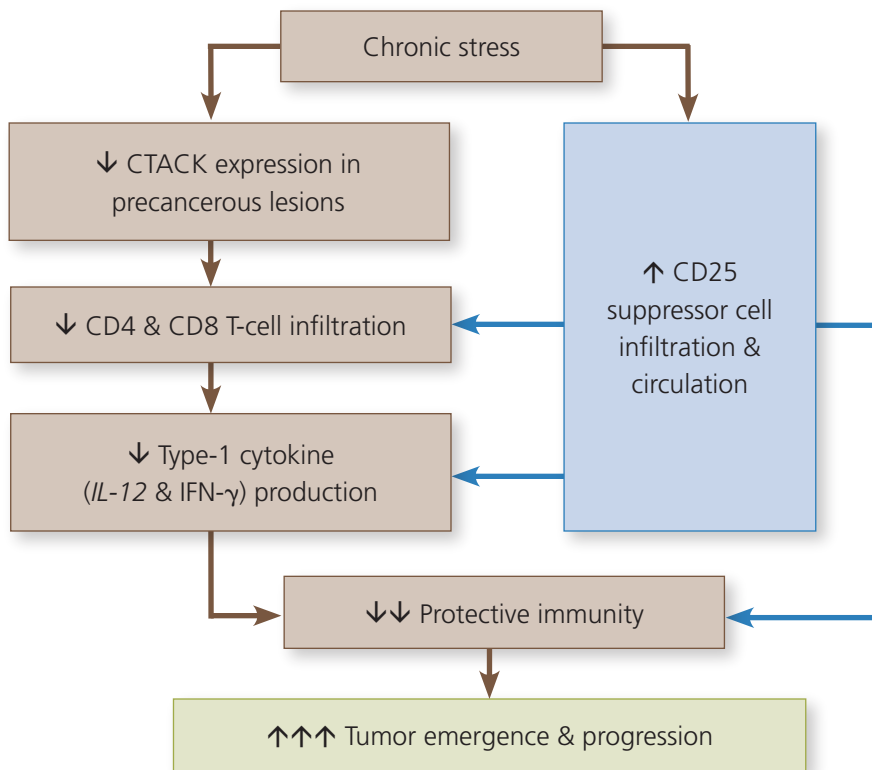 Chronic stress
↓ CTACK expression in
precancerous lesions
↓ CD4 & CD8 T-cell infiltration
↓ Type-1 cytokine
(IL-12 & IFN-γ) production
↑ CD25
suppressor cell
infiltration &
circulation
↓↓ Protective immunity
↑↑↑ Tumor emergence & progression